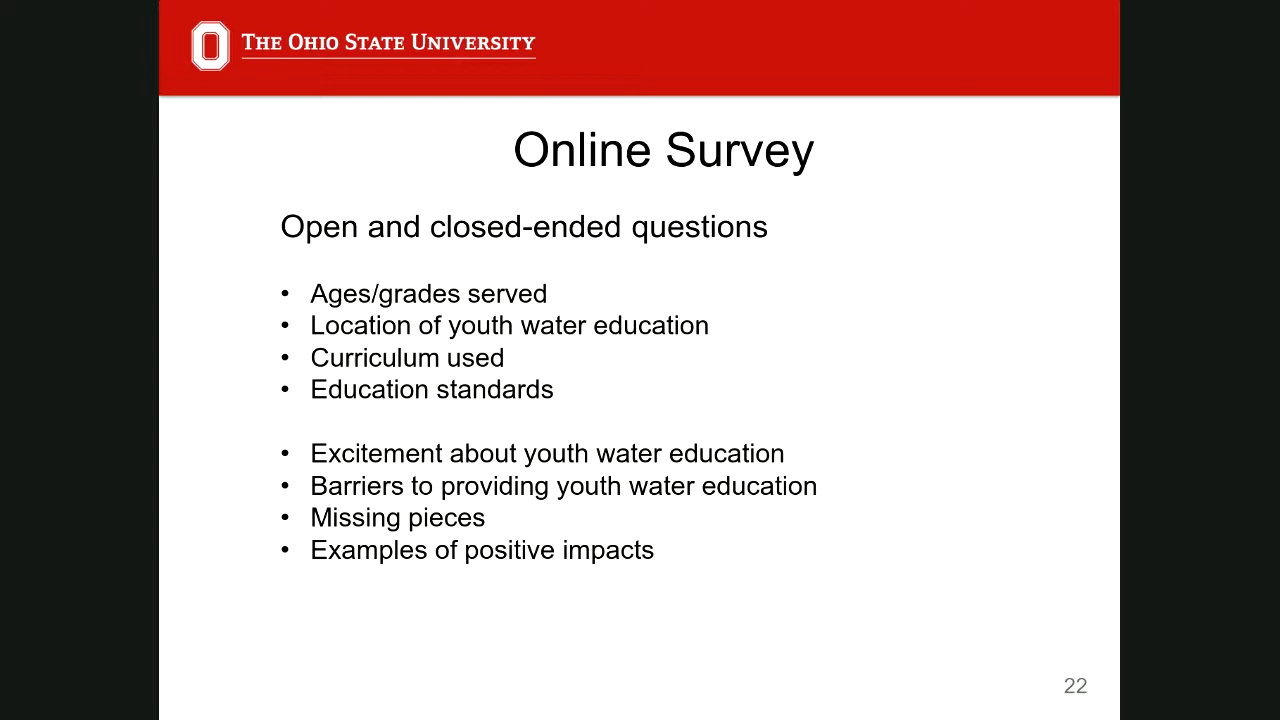 The Ohio State University
Online Survey
Open and closed-ended questions
• Ages/grades served
• Location of youth water education
• Curriculum used
• Education standards
• Excitement about youth water education
• Barriers to providing youth water education
• Missing pieces
• Examples of positive impacts
22